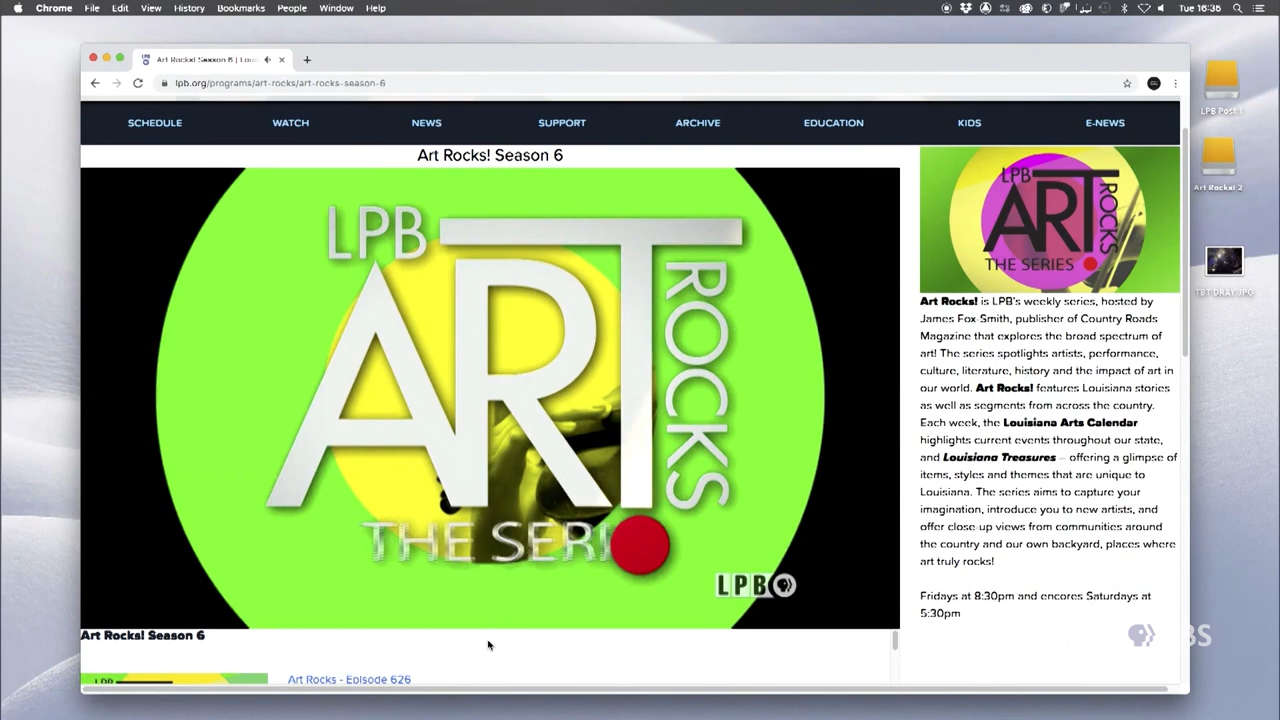 Chrome File Edit View History Bookmarks People Window Help Tue 16:35
Art Rocks! Season 6 | Loui
lpb.org/programs/art-rocks/art-rocks-season-6
SCHEDULE WATCH NEWS SUPPORT ARCHIVE EDUCATION KIDS E-NEWS
Art Rocks! Season 6
LPB
ART
ROCKS
THE SERI
LPB
Art Rocks! Season 6
LPB
Art Rocks - Episode 626
LPB
ART
ROCKS
THE SERIES
Art Rocks! is LPB's weekly series, hosted by
James Fox-Smith, publisher of Country Roads
Magazine that explores the broad spectrum of
art! The series spotlights artists, performance,
culture, literature, history and the impact of art in
our world. Art Rocks! features Louisiana stories
as well as segments from across the country.
Each week, the Louisiana Arts Calendar
highlights current events throughout our state,
and Louisiana Treasures – offering a glimpse of
items, styles and themes that are unique to
Louisiana. The series aims to capture your
imagination, introduce you to new artists, and
offer close-up views from communities around
the country and our own backyard, places where
art truly rocks!
Fridays at 8:30pm and encores Saturdays at
5:30pm
LPB Post 1
Art Rocks! 2